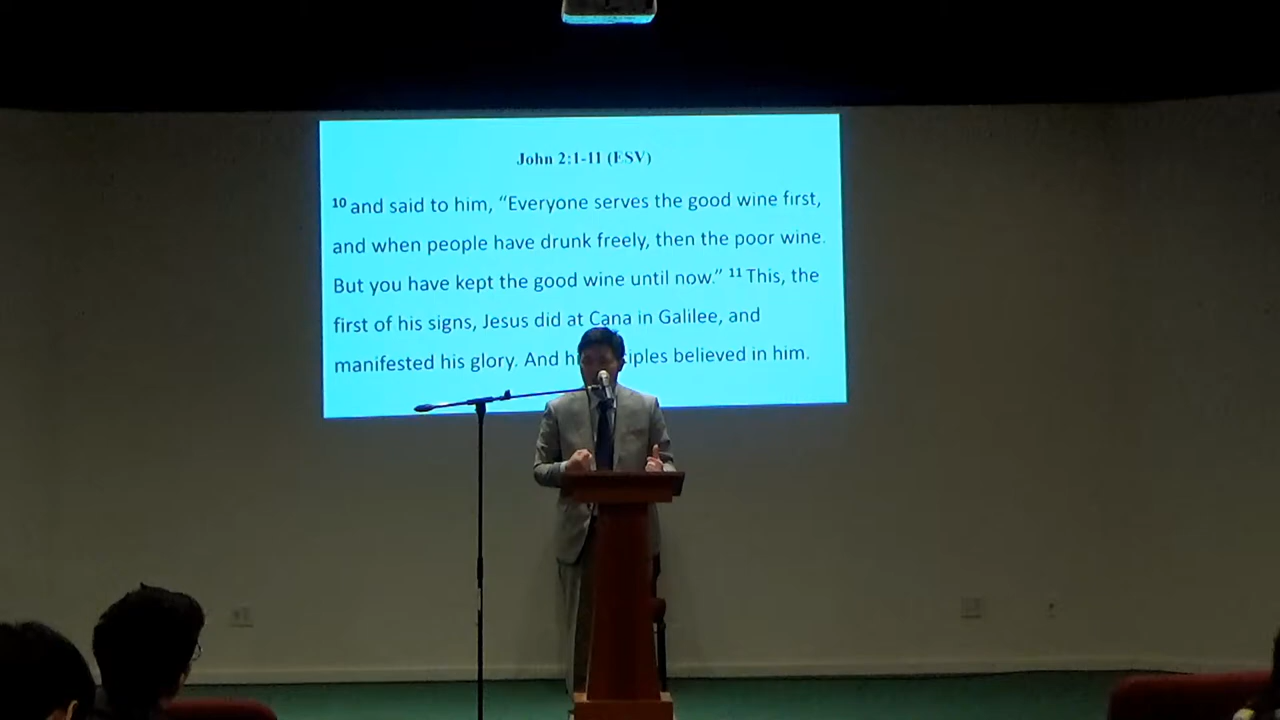 John 2:1-11 (ESV)
10 and said to him, “Everyone serves the good wine first,
and when people have drunk freely, then the poor wine.
But you have kept the good wine until now.” 11 This, the
first of his signs, Jesus did at Cana in Galilee, and
manifested his glory. And believed in him.